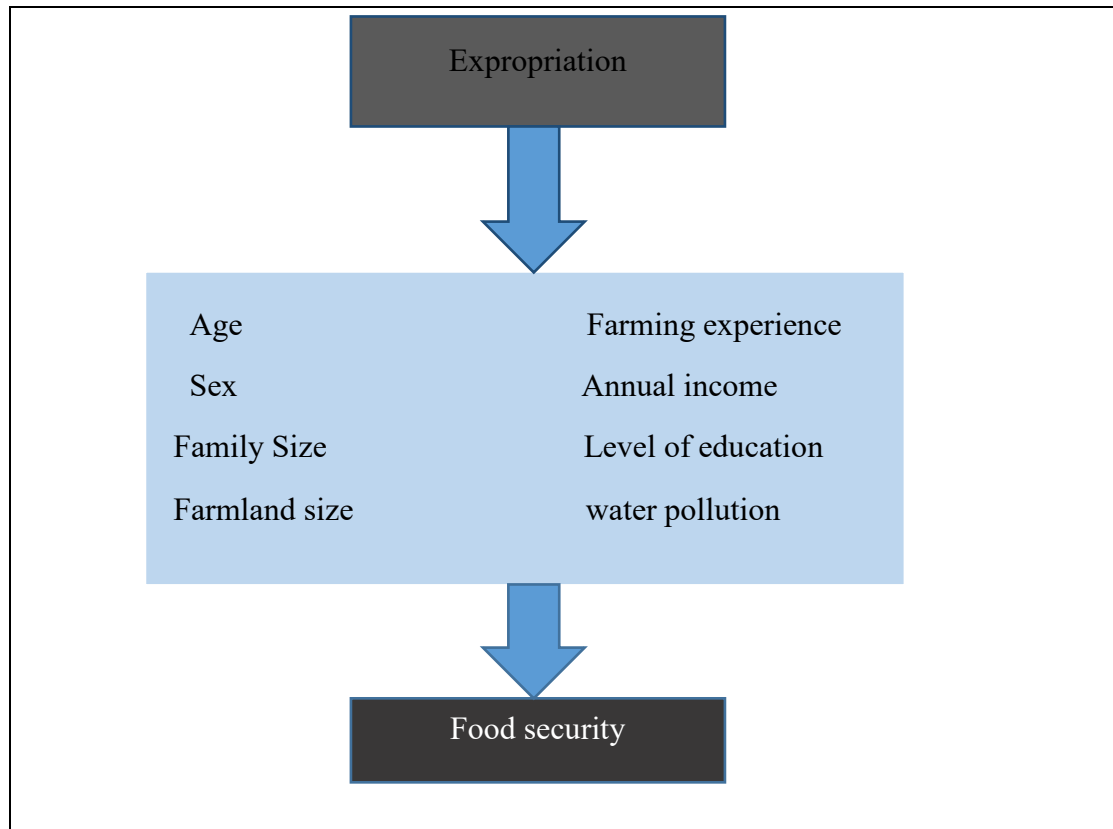 Expropriation
Age Farming experience
Sex Annual income
Family Size Level of education
Farmland size water pollution
Food security